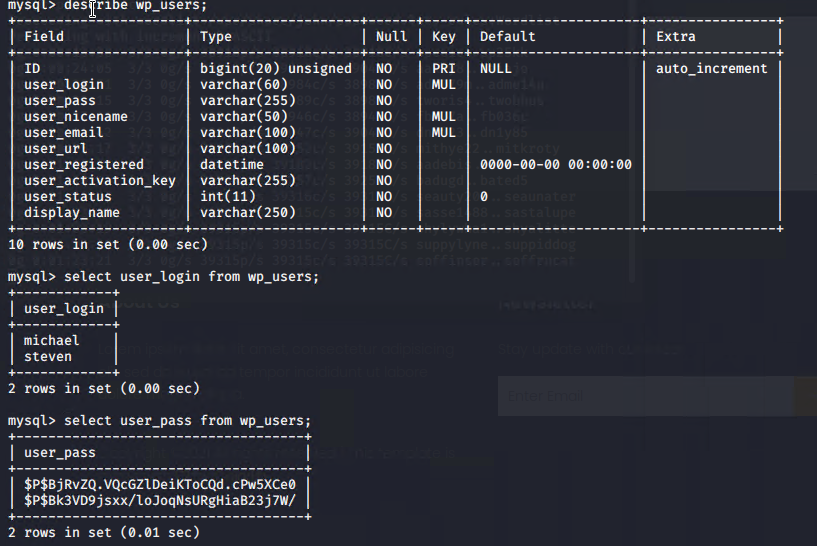 mysql> describe wp_users;
+---------------------+---------------------+------+-----+---------------------+----------------+
| Field | Type | Null | Key | Default | Extra |
+---------------------+---------------------+------+-----+---------------------+----------------+
| ID | bigint(20) unsigned | NO | PRI | NULL | auto_increment |
| user_login | varchar(60) | NO | MUL | | |
| user_pass | varchar(255) | NO | | | |
| user_nicename | varchar(50) | NO | MUL | | |
| user_email | varchar(100) | NO | MUL | | |
| user_url | varchar(100) | NO | | | |
| user_registered | datetime | NO | | 0000-00-00 00:00:00 | |
| user_activation_key | varchar(255) | NO | | | |
| user_status | int(11) | NO | | 0 | |
| display_name | varchar(250) | NO | | | |
+---------------------+---------------------+------+-----+---------------------+----------------+
10 rows in set (0.00 sec)
mysql> select user_login from wp_users;
+------------+
| user_login |
+------------+
| michael |
| steven |
+------------+
2 rows in set (0.00 sec)
mysql> select user_pass from wp_users;
+------------------------------------+
| user_pass |
+------------------------------------+
| $P$BjRvZQ.VQcGZlDeiKToCQd.cPw5XCe0 |
| $P$Bk3VD9jsxx/loJoqNsURgHiaB23j7W/ |
+------------------------------------+
2 rows in set (0.01 sec)